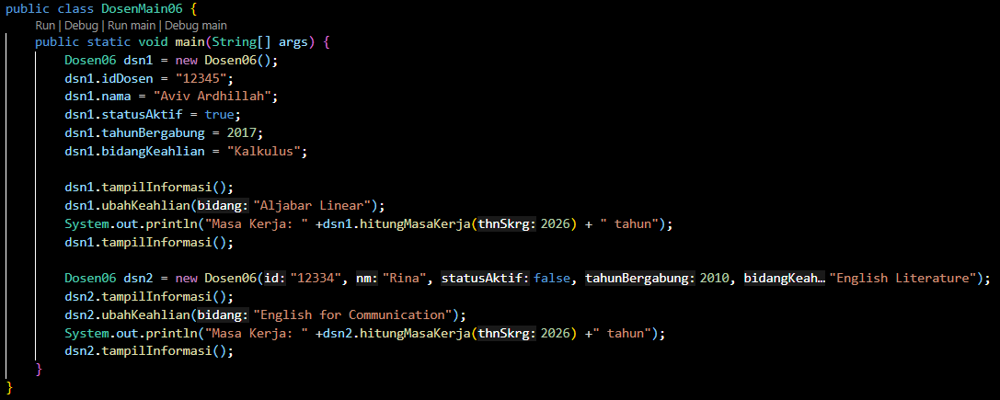 public class DosenMain06 {
Run | Debug | Run main | Debug main
public static void main(String[] args) {
Dosen06 dsn1 = new Dosen06();
dsn1.idDosen = "12345";
dsn1.nama = "Aviv Ardhillah";
dsn1.statusAktif = true;
dsn1.tahunBergabung = 2017;
dsn1.bidangKeahlian = "Kalkulus";
dsn1.tampilInformasi();
dsn1.ubahKeahlian(bidang: "Aljabar Linear");
System.out.println("Masa Kerja: " +dsn1.hitungMasaKerja(thnSkrg: 2026) + " tahun");
dsn1.tampilInformasi();
Dosen06 dsn2 = new Dosen06(id: "12334", nm: "Rina", statusAktif: false, tahunBergabung: 2010, bidangKeah… "English Literature");
dsn2.tampilInformasi();
dsn2.ubahKeahlian(bidang: "English for Communication");
System.out.println("Masa Kerja: " +dsn2.hitungMasaKerja(thnSkrg: 2026) +" tahun");
dsn2.tampilInformasi();
}
}